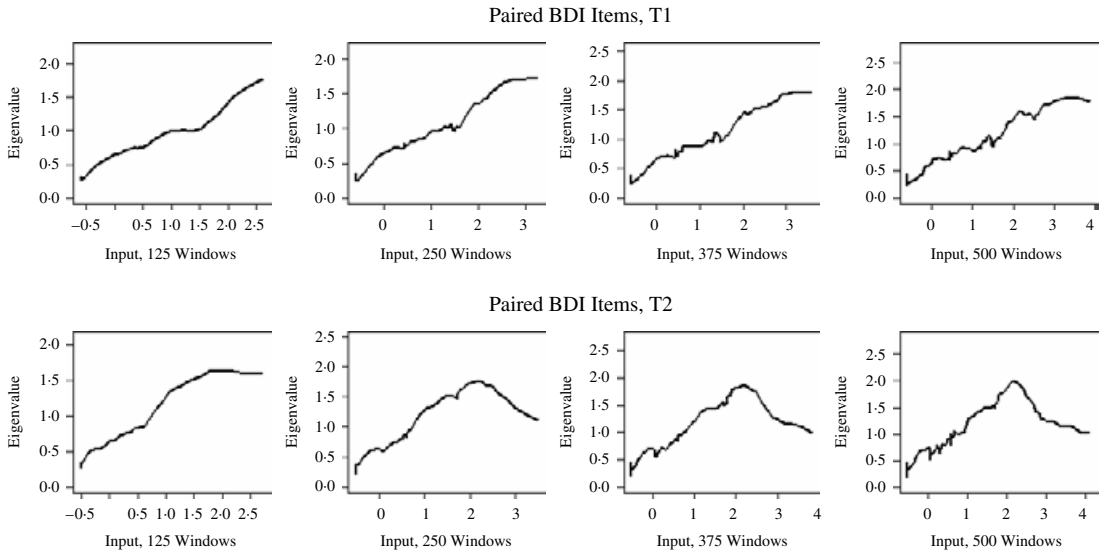 Paired BDI Items, T1
Eigenvalue
2·0
1·5
1·0
0·5
0·0
–0·5 0·5 1·0 1·5 2·0 2·5
Input, 125 Windows
Eigenvalue
2·0
1·5
1·0
0·5
0·0
0 1 2 3
Input, 250 Windows
Eigenvalue
2·5
2·0
1·5
1·0
0·5
0·0
0 1 2 3
Input, 375 Windows
Eigenvalue
2·5
2·0
1·5
1·0
0·5
0·0
0 1 2 3 4
Input, 500 Windows
Paired BDI Items, T2
Eigenvalue
2·0
1·5
1·0
0·5
0·0
–0·5 0·5 1·0 1·5 2·0 2·5
Input, 125 Windows
Eigenvalue
2·5
2·0
1·5
1·0
0·5
0·0
0 1 2 3
Input, 250 Windows
Eigenvalue
2·5
2·0
1·5
1·0
0·5
0·0
0 1 2 3 4
Input, 375 Windows
Eigenvalue
2·5
2·0
1·5
1·0
0·5
0·0
0 1 2 3 4
Input, 500 Windows